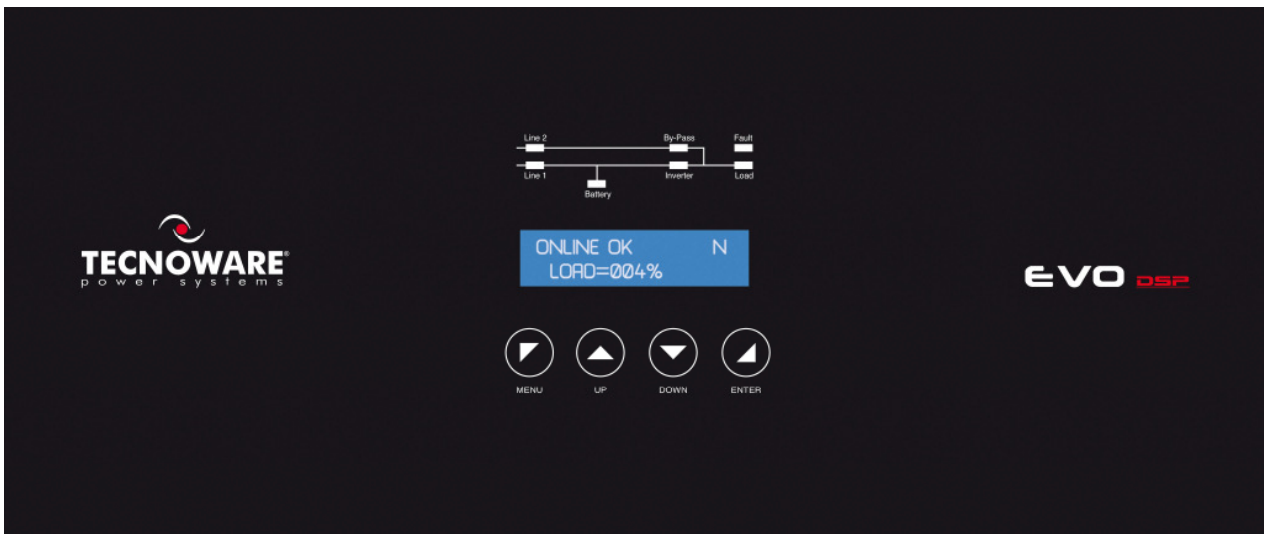 Line 2 By-Pass Fault
Line 1 Inverter Load
Battery
TECNOWARE®
power systems
ONLINE OK N
LOAD=004%
EVO DSP
MENU UP DOWN ENTER